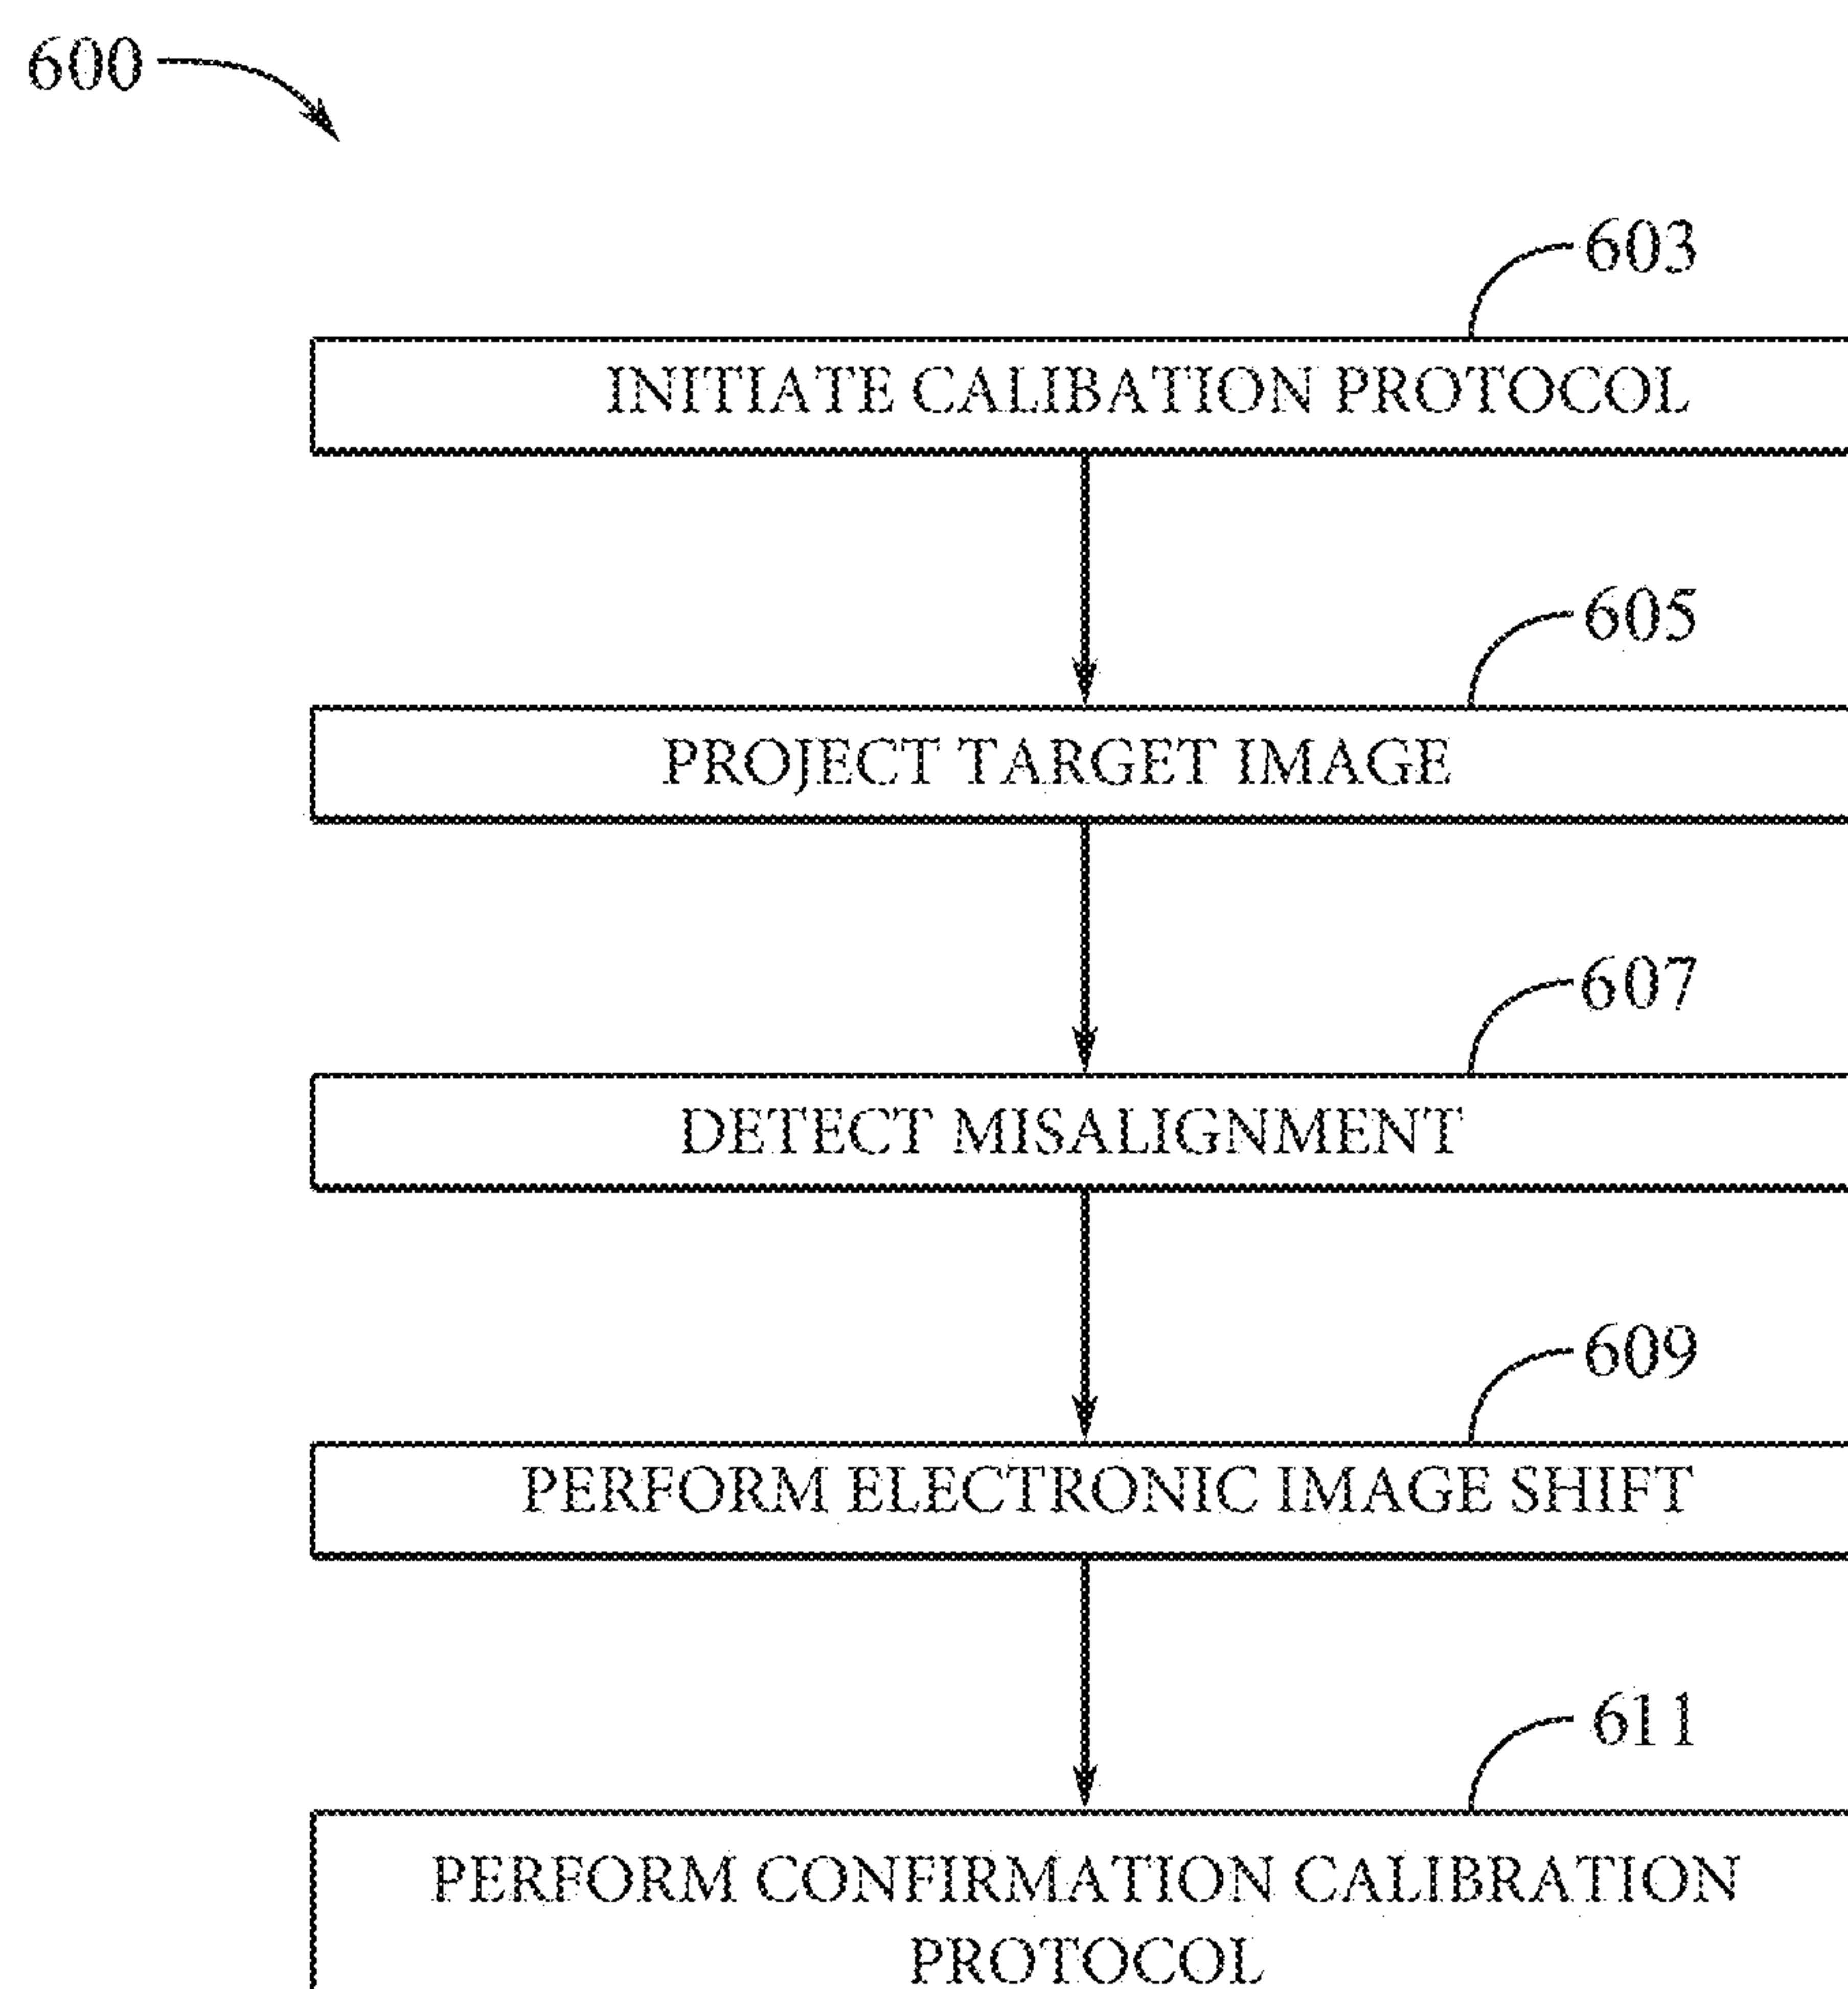 600
603
INITIATE CALIBATION PROTOCOL
605
PROJECT TARGET IMAGE
607
DETECT MISALIGNMENT
609
PERFORM ELECTRONIC IMAGE SHIFT
611
PERFORM CONFIRMATION CALIBRATION
PROTOCOL